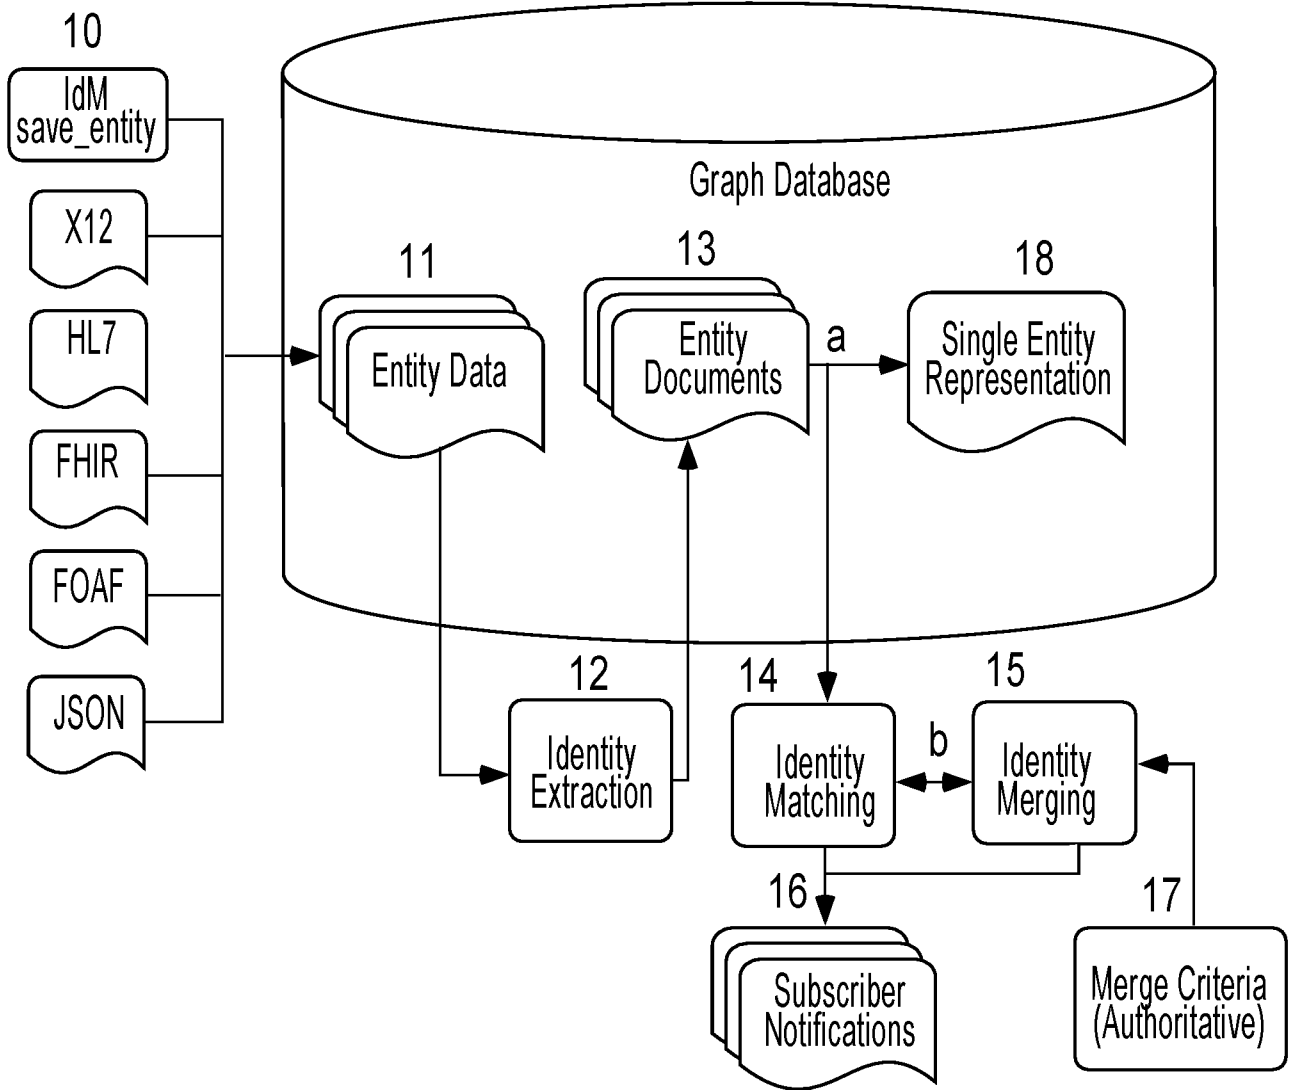 10
IdM
save_entity
X12
HL7
FHIR
FOAF
JSON
Graph Database
11
Entity Data
13
Entity
Documents
a
18
Single Entity
Representation
12
Identity
Extraction
14
Identity
Matching
b
15
Identity
Merging
16
Subscriber
Notifications
17
Merge Criteria
(Authoritative)